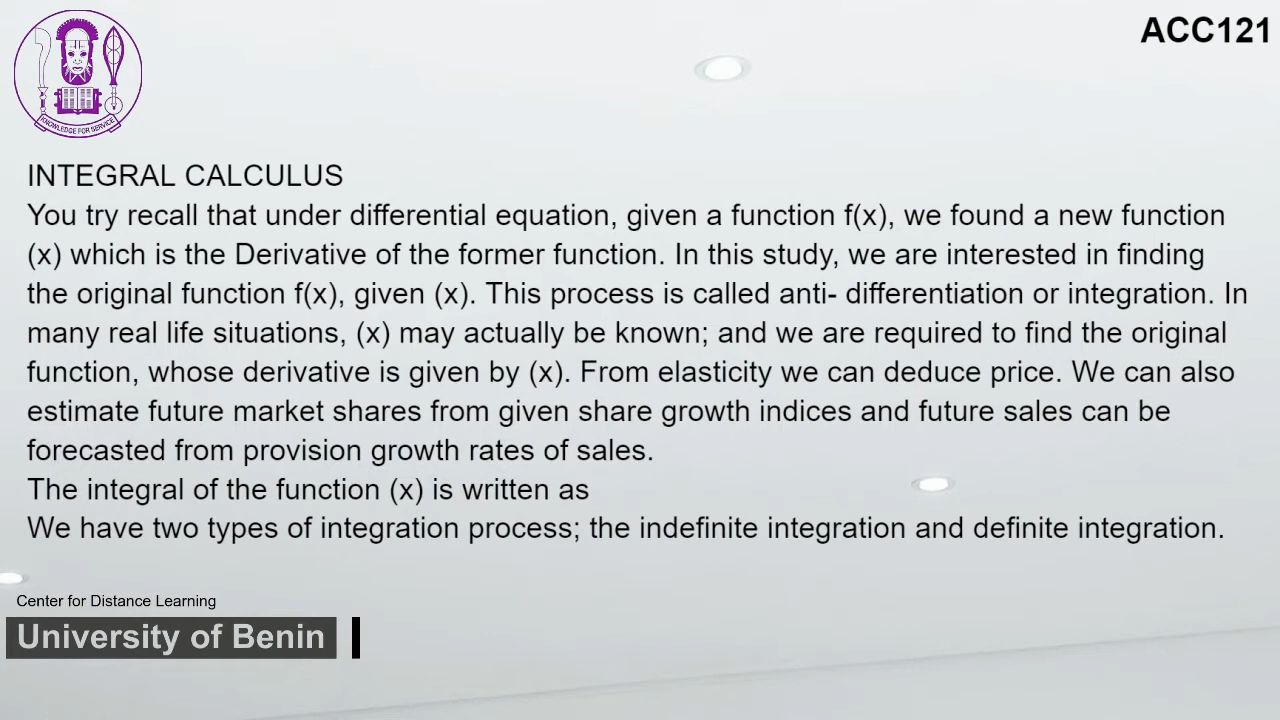 ACC121
KNOWLEDGE FOR SERVICE
INTEGRAL CALCULUS
You try recall that under differential equation, given a function f(x), we found a new function
(x) which is the Derivative of the former function. In this study, we are interested in finding
the original function f(x), given (x). This process is called anti- differentiation or integration. In
many real life situations, (x) may actually be known; and we are required to find the original
function, whose derivative is given by (x). From elasticity we can deduce price. We can also
estimate future market shares from given share growth indices and future sales can be
forecasted from provision growth rates of sales.
The integral of the function (x) is written as
We have two types of integration process; the indefinite integration and definite integration.
Center for Distance Learning
University of Benin